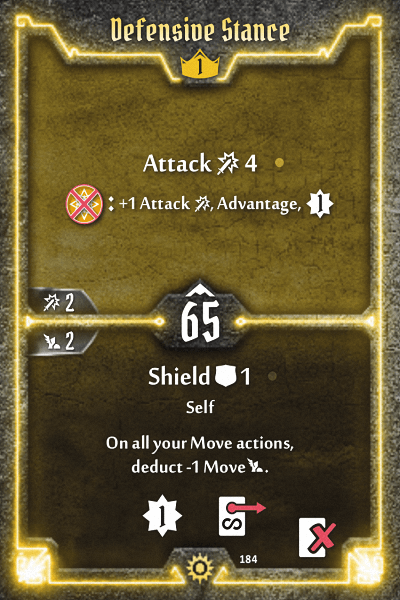 Defensive Stance
1
Attack 4
: +1 Attack, Advantage, 1
2
65
2
Shield 1
Self
On all your Move actions,
deduct -1 Move.
1
184